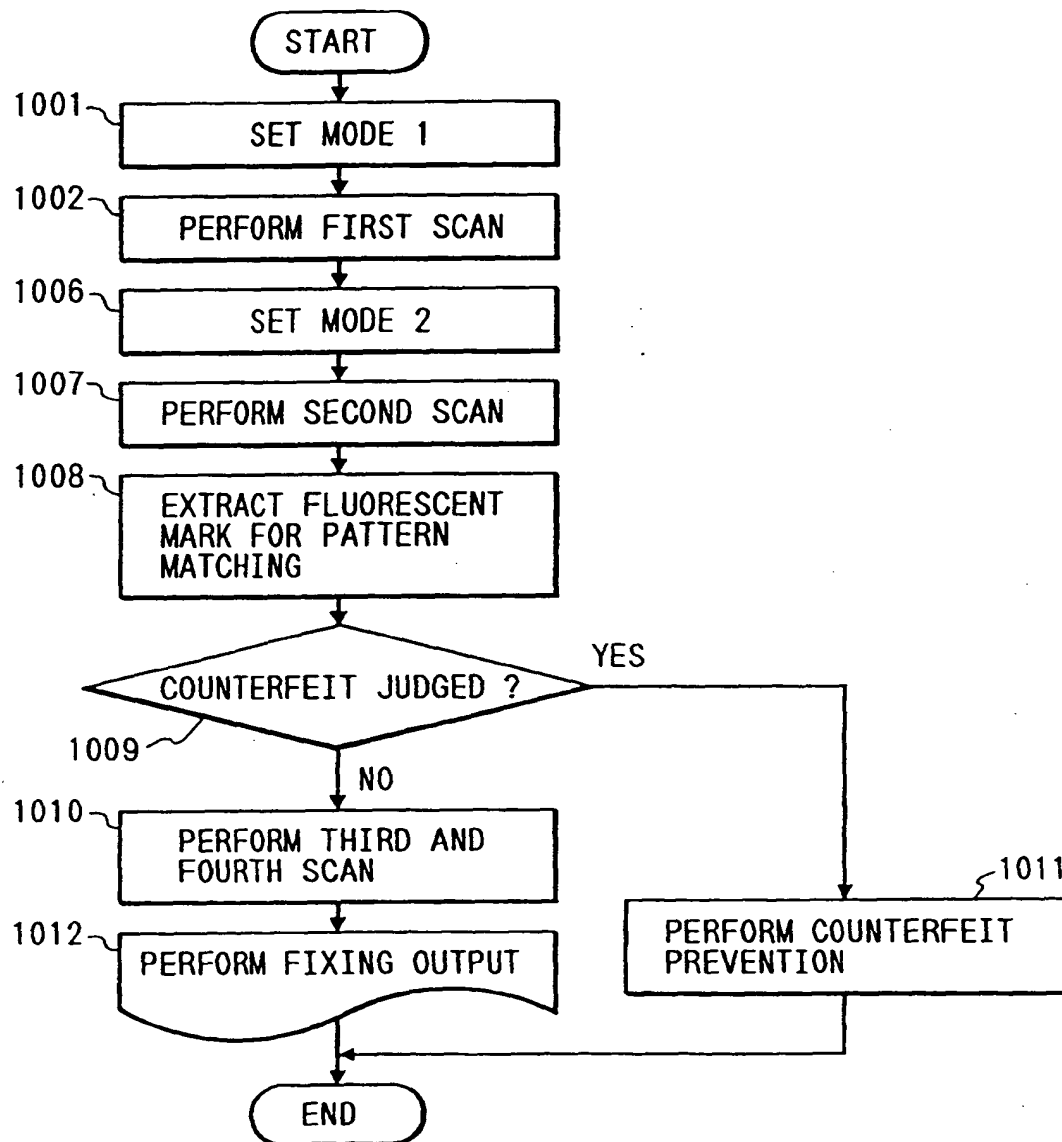 START
1001
SET MODE 1
1002
PERFORM FIRST SCAN
1006
SET MODE 2
1007
PERFORM SECOND SCAN
1008
EXTRACT FLUORESCENT
MARK FOR PATTERN
MATCHING
COUNTERFEIT JUDGED ?
YES
1009
NO
1010
PERFORM THIRD AND
FOURTH SCAN
1011
PERFORM COUNTERFEIT
PREVENTION
1012
PERFORM FIXING OUTPUT
END